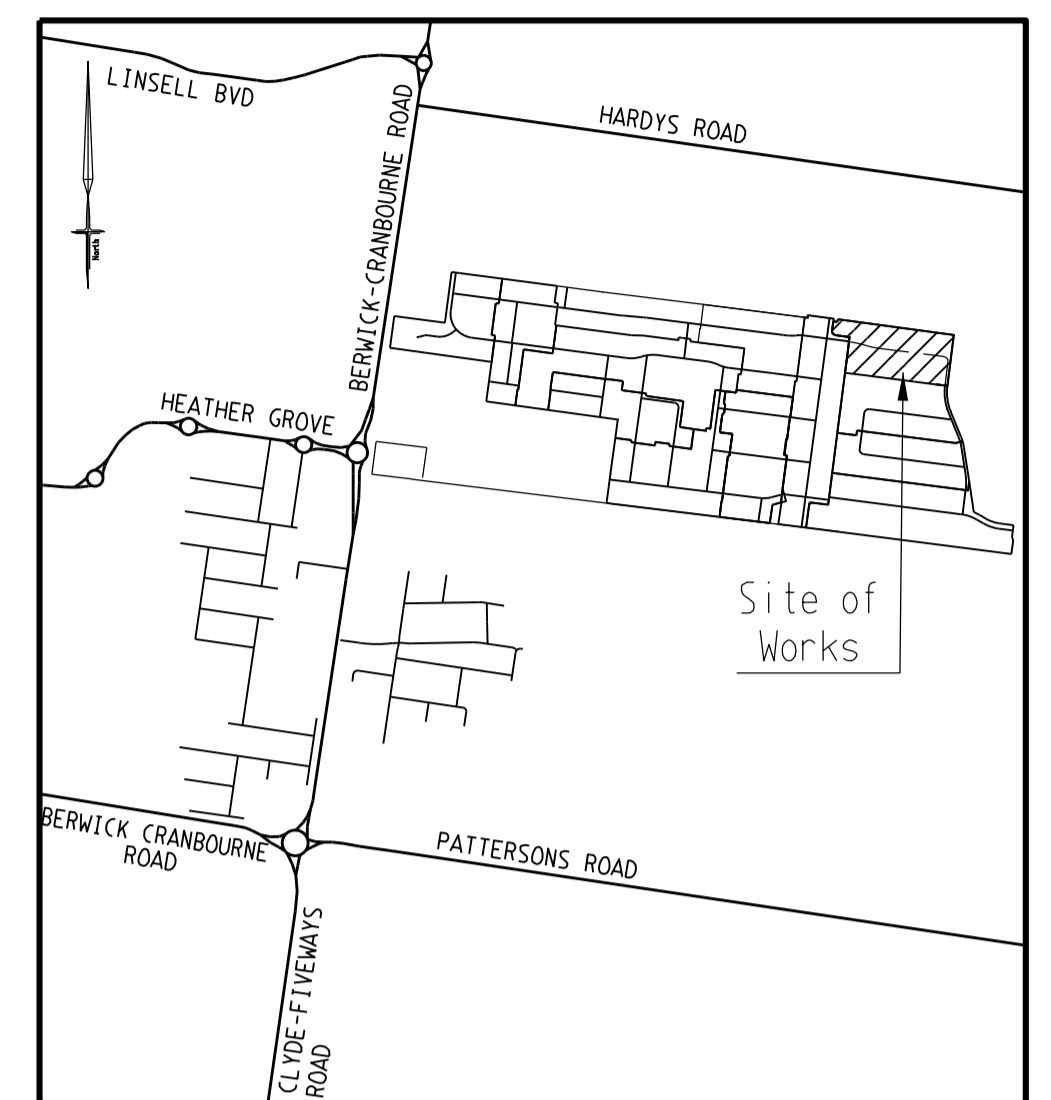 LINSELL BVD
HARDYS ROAD
BERWICK-CRANBOURNE ROAD
North
HEATHER GROVE
Site of
Works
BERWICK CRANBOURNE
ROAD
PATTERSONS ROAD
CLYDE-FIVEWAYS
ROAD